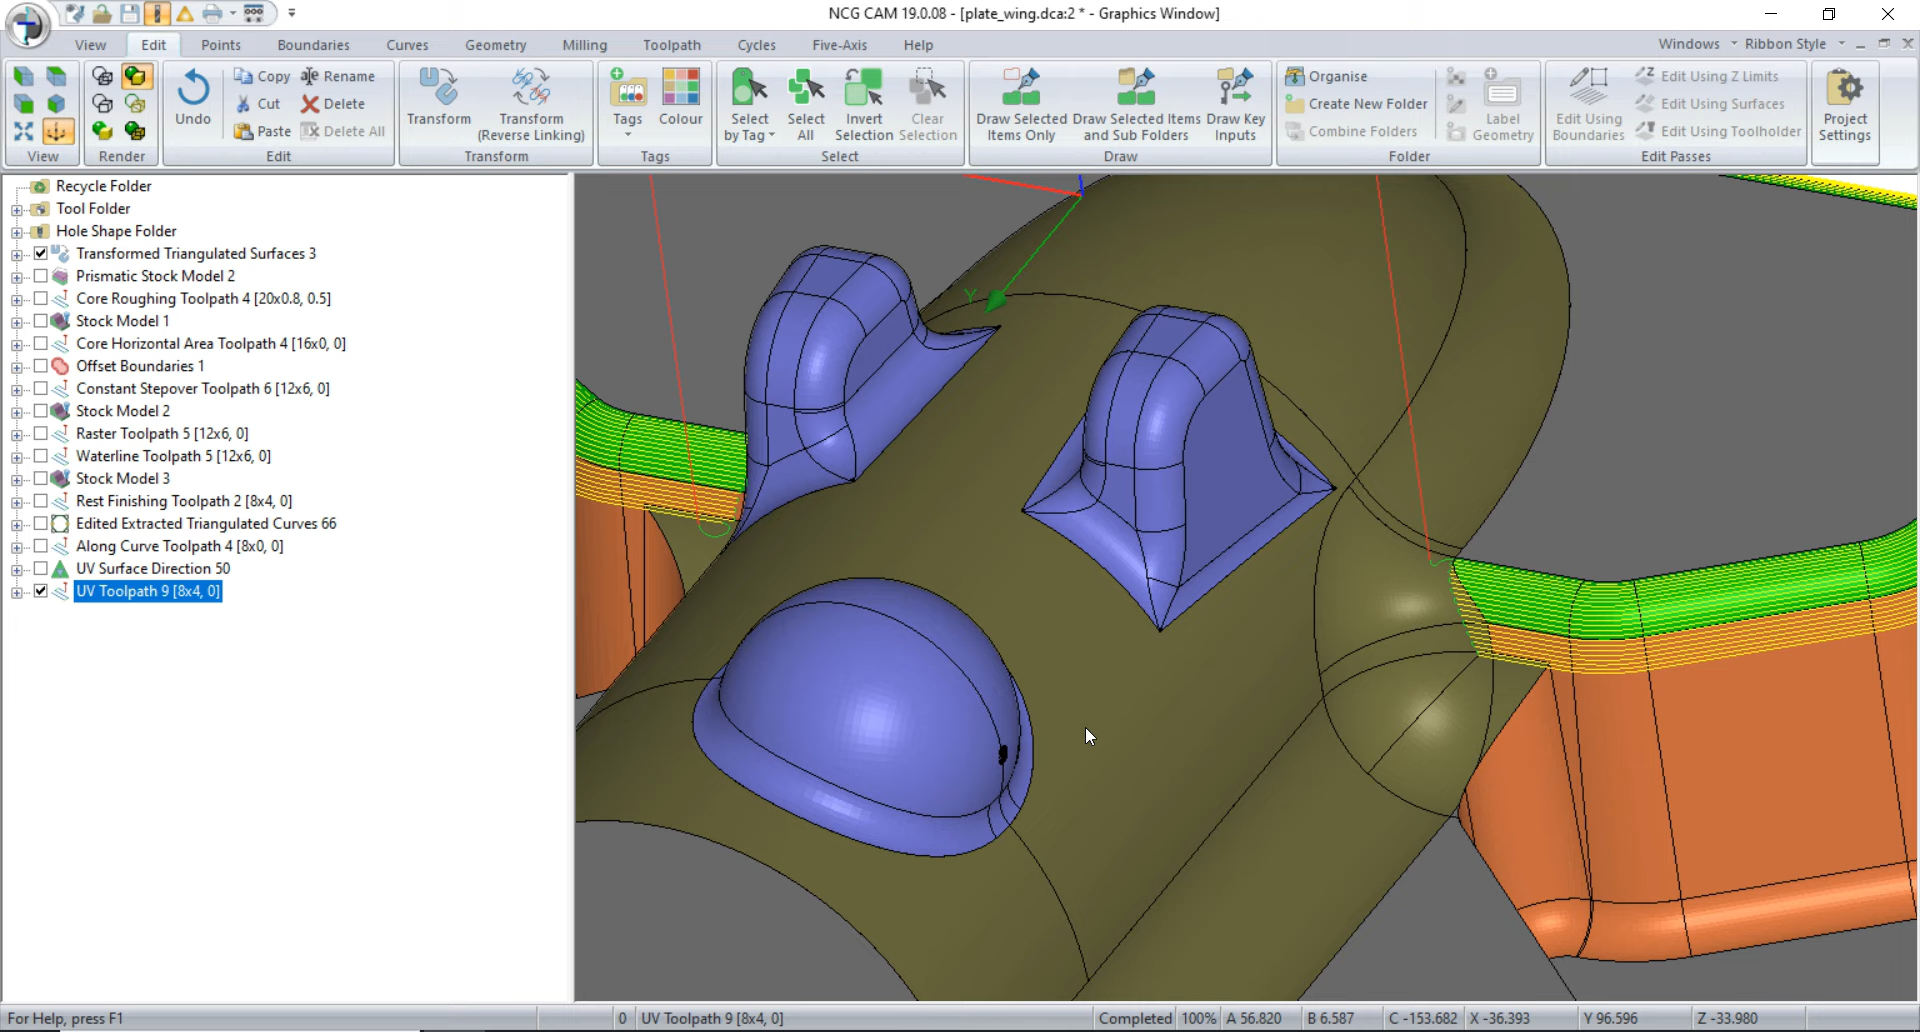 NCG CAM 19.0.08 - [plate_wing.dca:2 * - Graphics Window]
View Edit Points Boundaries Curves Geometry Milling Toolpath Cycles Five-Axis Help Windows Ribbon Style
Undo
Copy
Cut
Paste
Rename
Delete
Delete All
Transform
Transform
(Reverse Linking)
Tags
Colour
Select
by Tag
Select
All
Invert
Selection
Clear
Selection
Draw Selected
Items Only
Draw Selected Items
and Sub Folders
Draw Key
Inputs
Organise
Create New Folder
Combine Folders
Label
Geometry
Edit Using
Boundaries
Edit Using Z Limits
Edit Using Surfaces
Edit Using Toolholder
Project
Settings
View Render Edit Transform Tags Select Draw Folder Edit Passes
Recycle Folder
Tool Folder
Hole Shape Folder
Transformed Triangulated Surfaces 3
Prismatic Stock Model 2
Core Roughing Toolpath 4 [20x0.8, 0.5]
Stock Model 1
Core Horizontal Area Toolpath 4 [16x0, 0]
Offset Boundaries 1
Constant Stepover Toolpath 6 [12x6, 0]
Stock Model 2
Raster Toolpath 5 [12x6, 0]
Waterline Toolpath 5 [12x6, 0]
Stock Model 3
Rest Finishing Toolpath 2 [8x4, 0]
Edited Extracted Triangulated Curves 66
Along Curve Toolpath 4 [8x0, 0]
UV Surface Direction 50
UV Toolpath 9 [8x4, 0]
Y
For Help, press F1 0 UV Toolpath 9 [8x4, 0] Completed 100% A 56.820 B 6.587 C -153.682 X -36.393 Y 96.596 Z -33.980